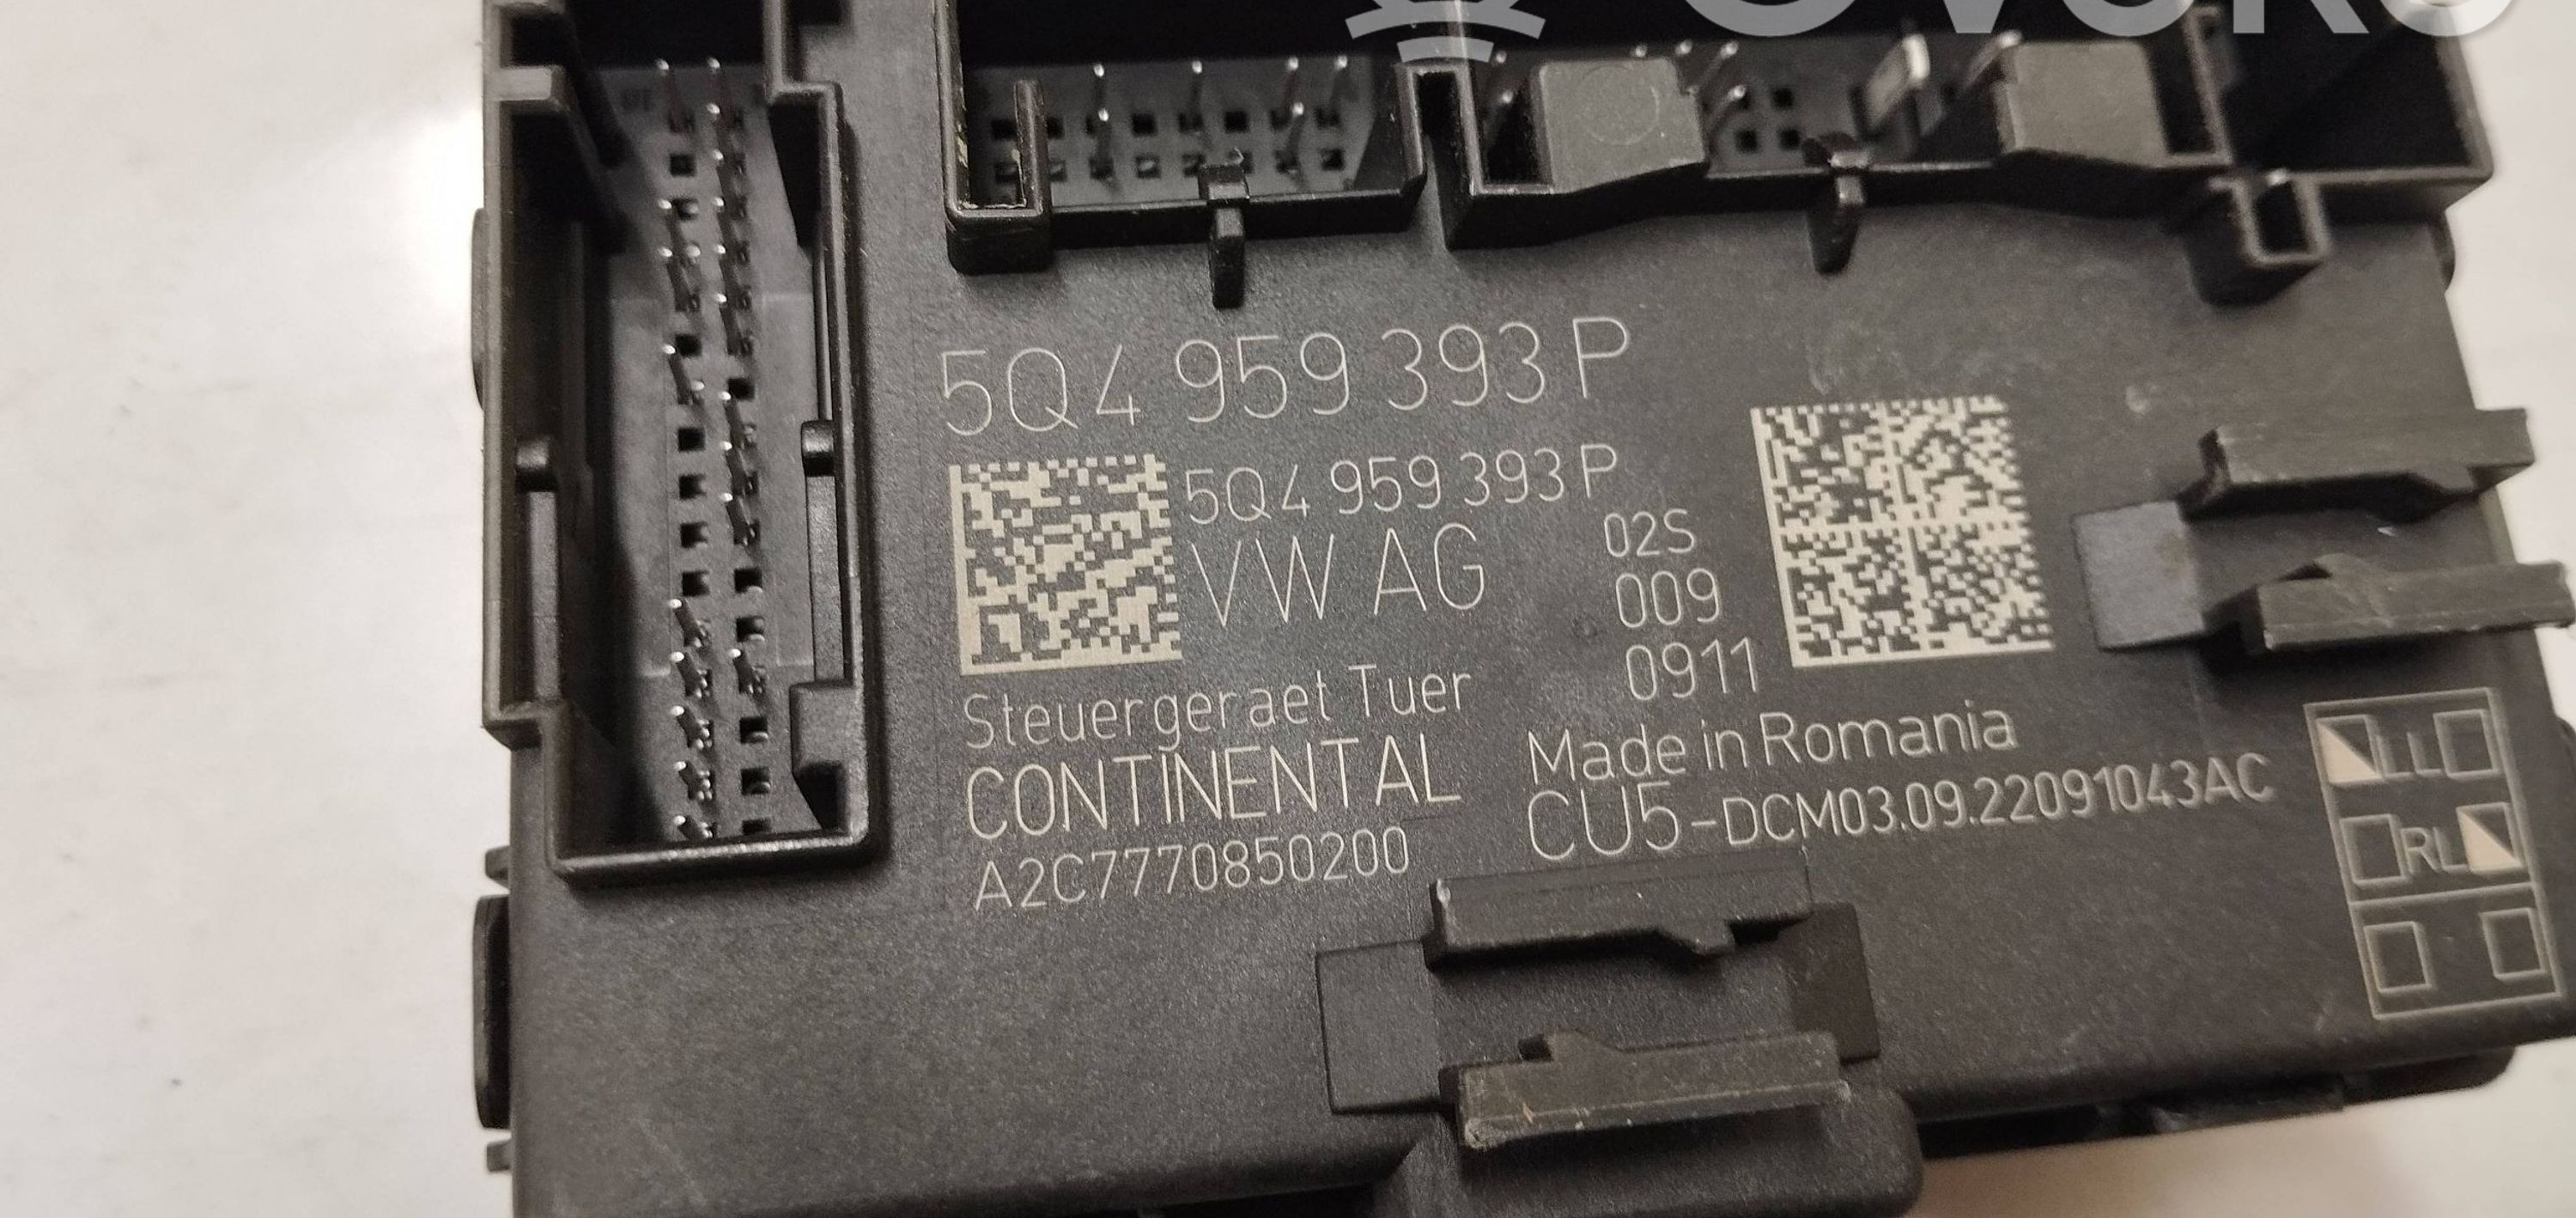 5Q4 959 393 P
5Q4 959 393 P
VW AG
02S
009
0911
Steuergeraet Tuer
CONTINENTAL
A2C7770850200
Made in Romania
CU5-DCM03.09.22091043AC
LL
RL